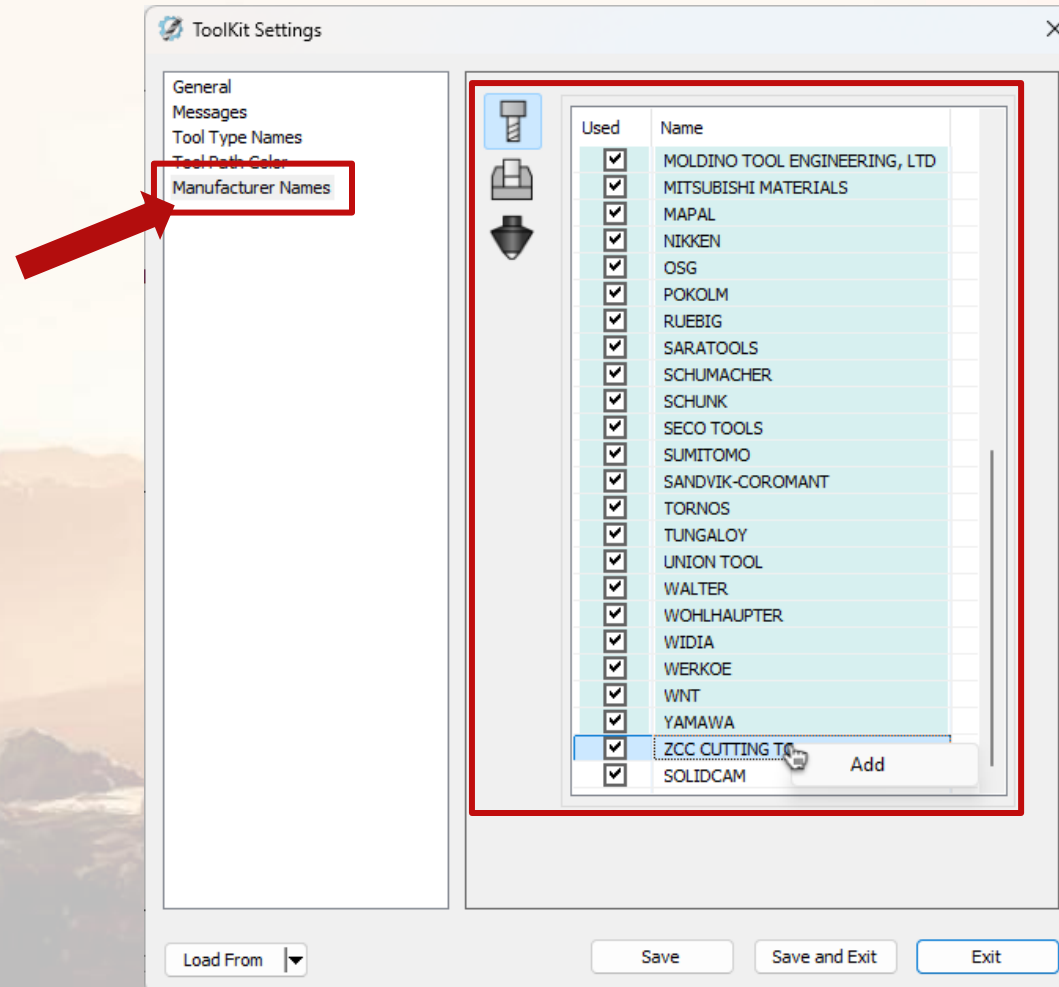 ToolKit Settings
General
Messages
Tool Type Names
Tool Path Color
Manufacturer Names
Used Name
MOLDINO TOOL ENGINEERING, LTD
MITSUBISHI MATERIALS
MAPAL
NIKKEN
OSG
POKOLM
RUEBIG
SARATOOLS
SCHUMACHER
SCHUNK
SECO TOOLS
SUMITOMO
SANDVIK-COROMANT
TORNOS
TUNGALOY
UNION TOOL
WALTER
WOHLHAUPTER
WIDIA
WERKOE
WNT
YAMAWA
ZCC CUTTING
Add
SOLIDCAM
Load From Save Save and Exit Exit